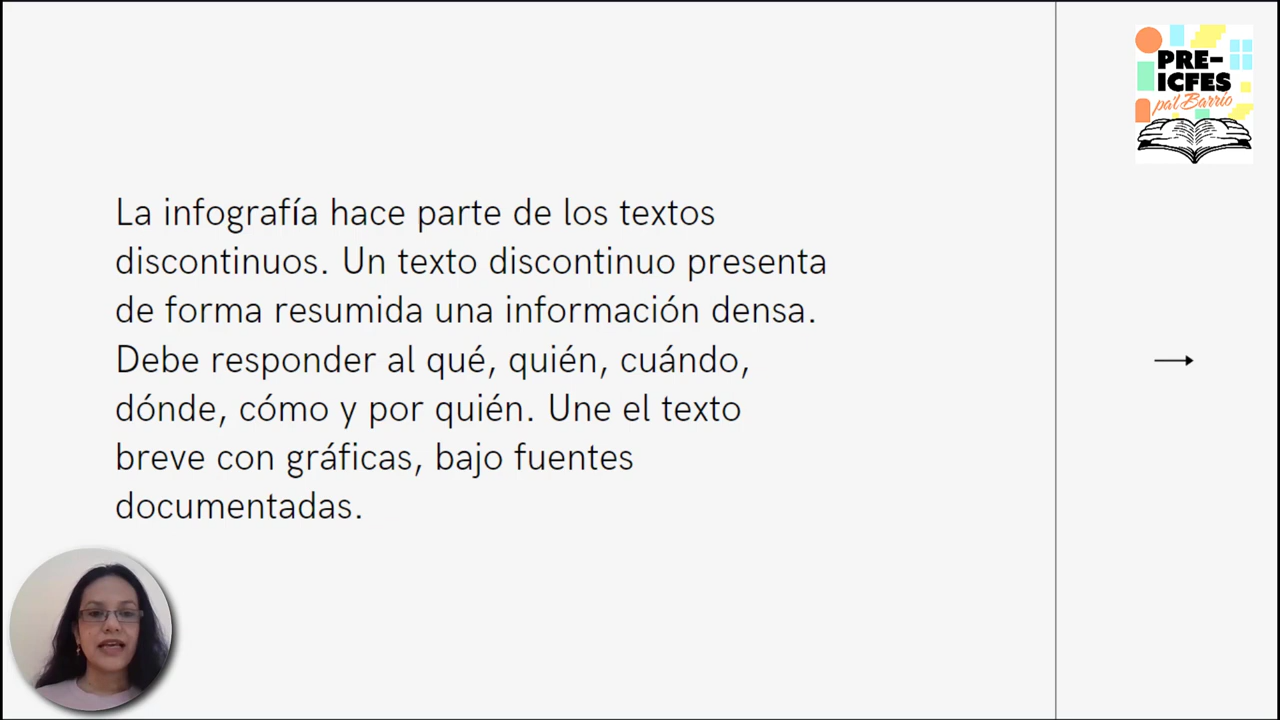 PRE-
ICFES
pa'l Barrio
La infografía hace parte de los textos
discontinuos. Un texto discontinuo presenta
de forma resumida una información densa.
Debe responder al qué, quién, cuándo,
dónde, cómo y por quién. Une el texto
breve con gráficas, bajo fuentes
documentadas.